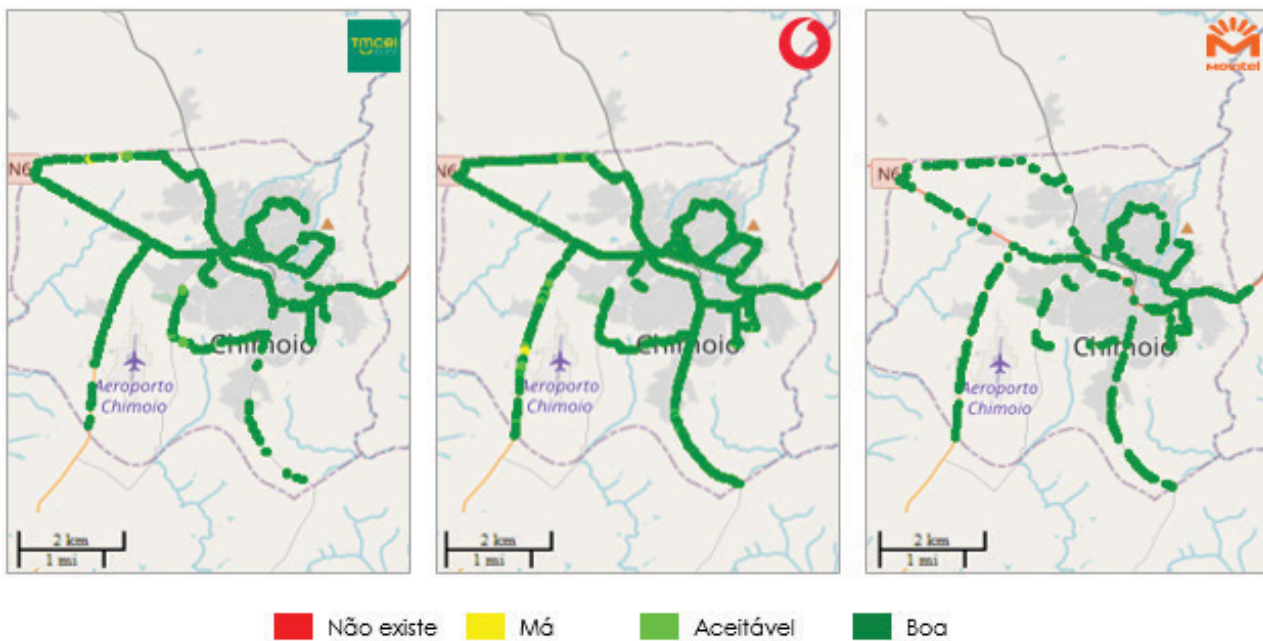 Tmcel
Movitel
N6
N6
N6
Chimoio
Chimoio
Chimoio
Aeroporto
Chimoio
Aeroporto
Chimoio
Aeroporto
Chimoio
2 km
1 mi
2 km
1 mi
2 km
1 mi
Não existe
Má
Aceitável
Boa